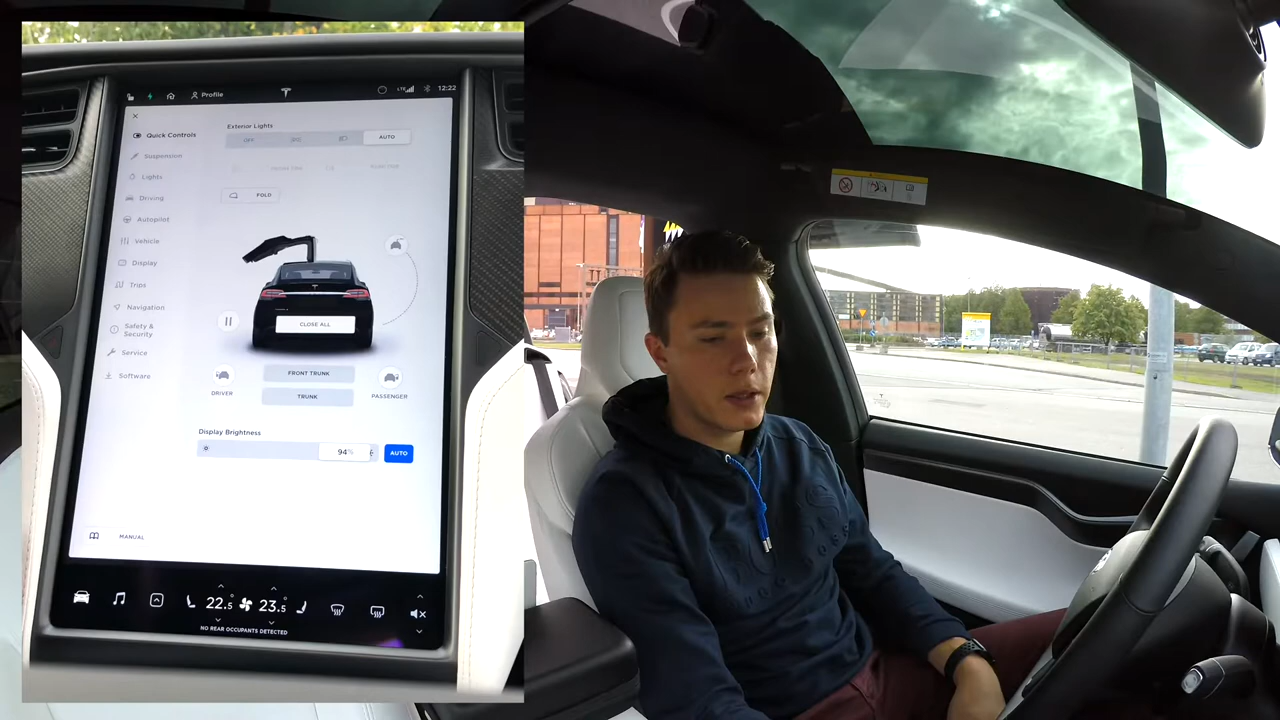 Profile
LTE
12:22
Quick Controls
Exterior Lights
OFF
AUTO
Suspension
Lights
FOLD
Driving
Autopilot
Vehicle
Display
Trips
Navigation
CLOSE ALL
Safety &
Security
Service
FRONT TRUNK
Software
DRIVER
TRUNK
PASSENGER
Display Brightness
94%
AUTO
MANUAL
22.5
23.5
NO REAR OCCUPANTS DETECTED